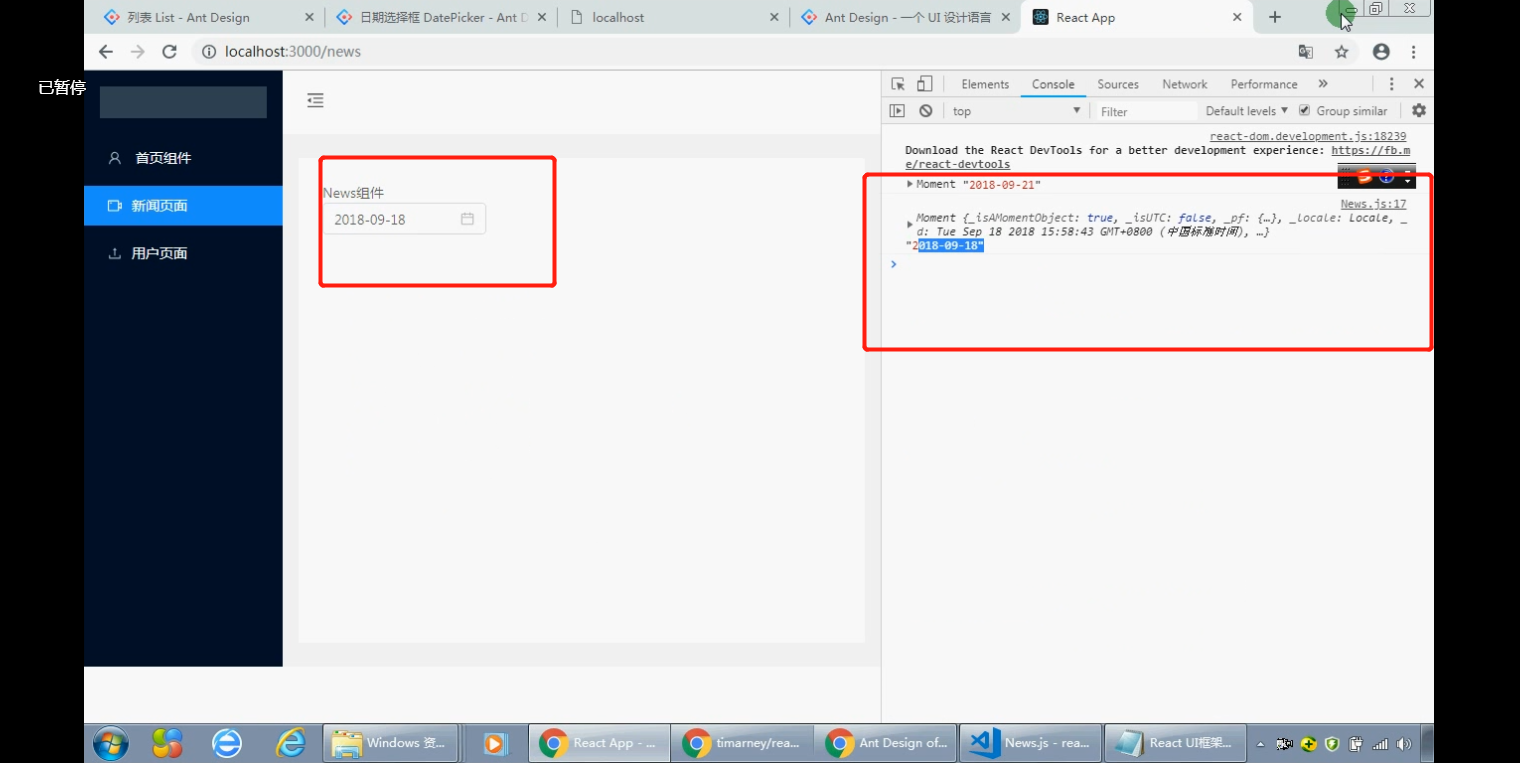 列表 List - Ant Design
日期选择框 DatePicker - Ant D
localhost
Ant Design - 一个 UI 设计语言
React App
localhost:3000/news
已暂停
首页组件
新闻页面
用户页面
News组件
2018-09-18
Elements Console Sources Network Performance »
top
Filter
Default levels
Group similar
react-dom.development.js:18239
Download the React DevTools for a better development experience: https://fb.m
e/react-devtools
Moment "2018-09-21"
News.js:17
Moment {_isAMomentObject: true, _isUTC: false, _pf: {…}, _locale: Locale, _
d: Tue Sep 18 2018 15:58:43 GMT+0800 (中国标准时间), …}
"2018-09-18"
Windows 资...
React App - ...
timarney/rea...
Ant Design of...
News.js - rea...
React UI框架...